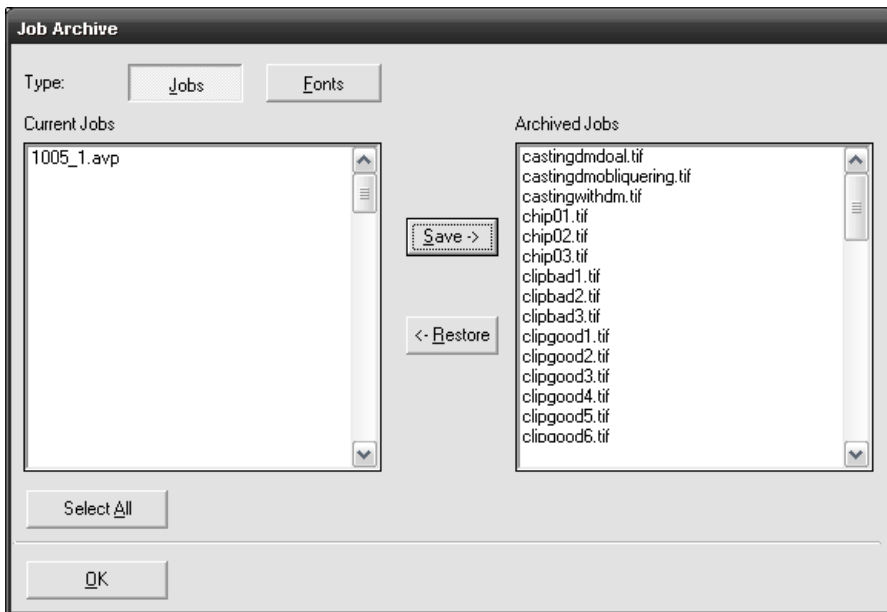 Job Archive
Type:
Jobs
Fonts
Current Jobs
Archived Jobs
1005_1.avp
castingdmdoal.tif
castingdmobliquering.tif
castingwithdm.tif
chip01.tif
chip02.tif
chip03.tif
clipbad1.tif
clipbad2.tif
clipbad3.tif
clipgood1.tif
clipgood2.tif
clipgood3.tif
clipgood4.tif
clipgood5.tif
clipgood6.tif
Save ->
<- Restore
Select All
OK